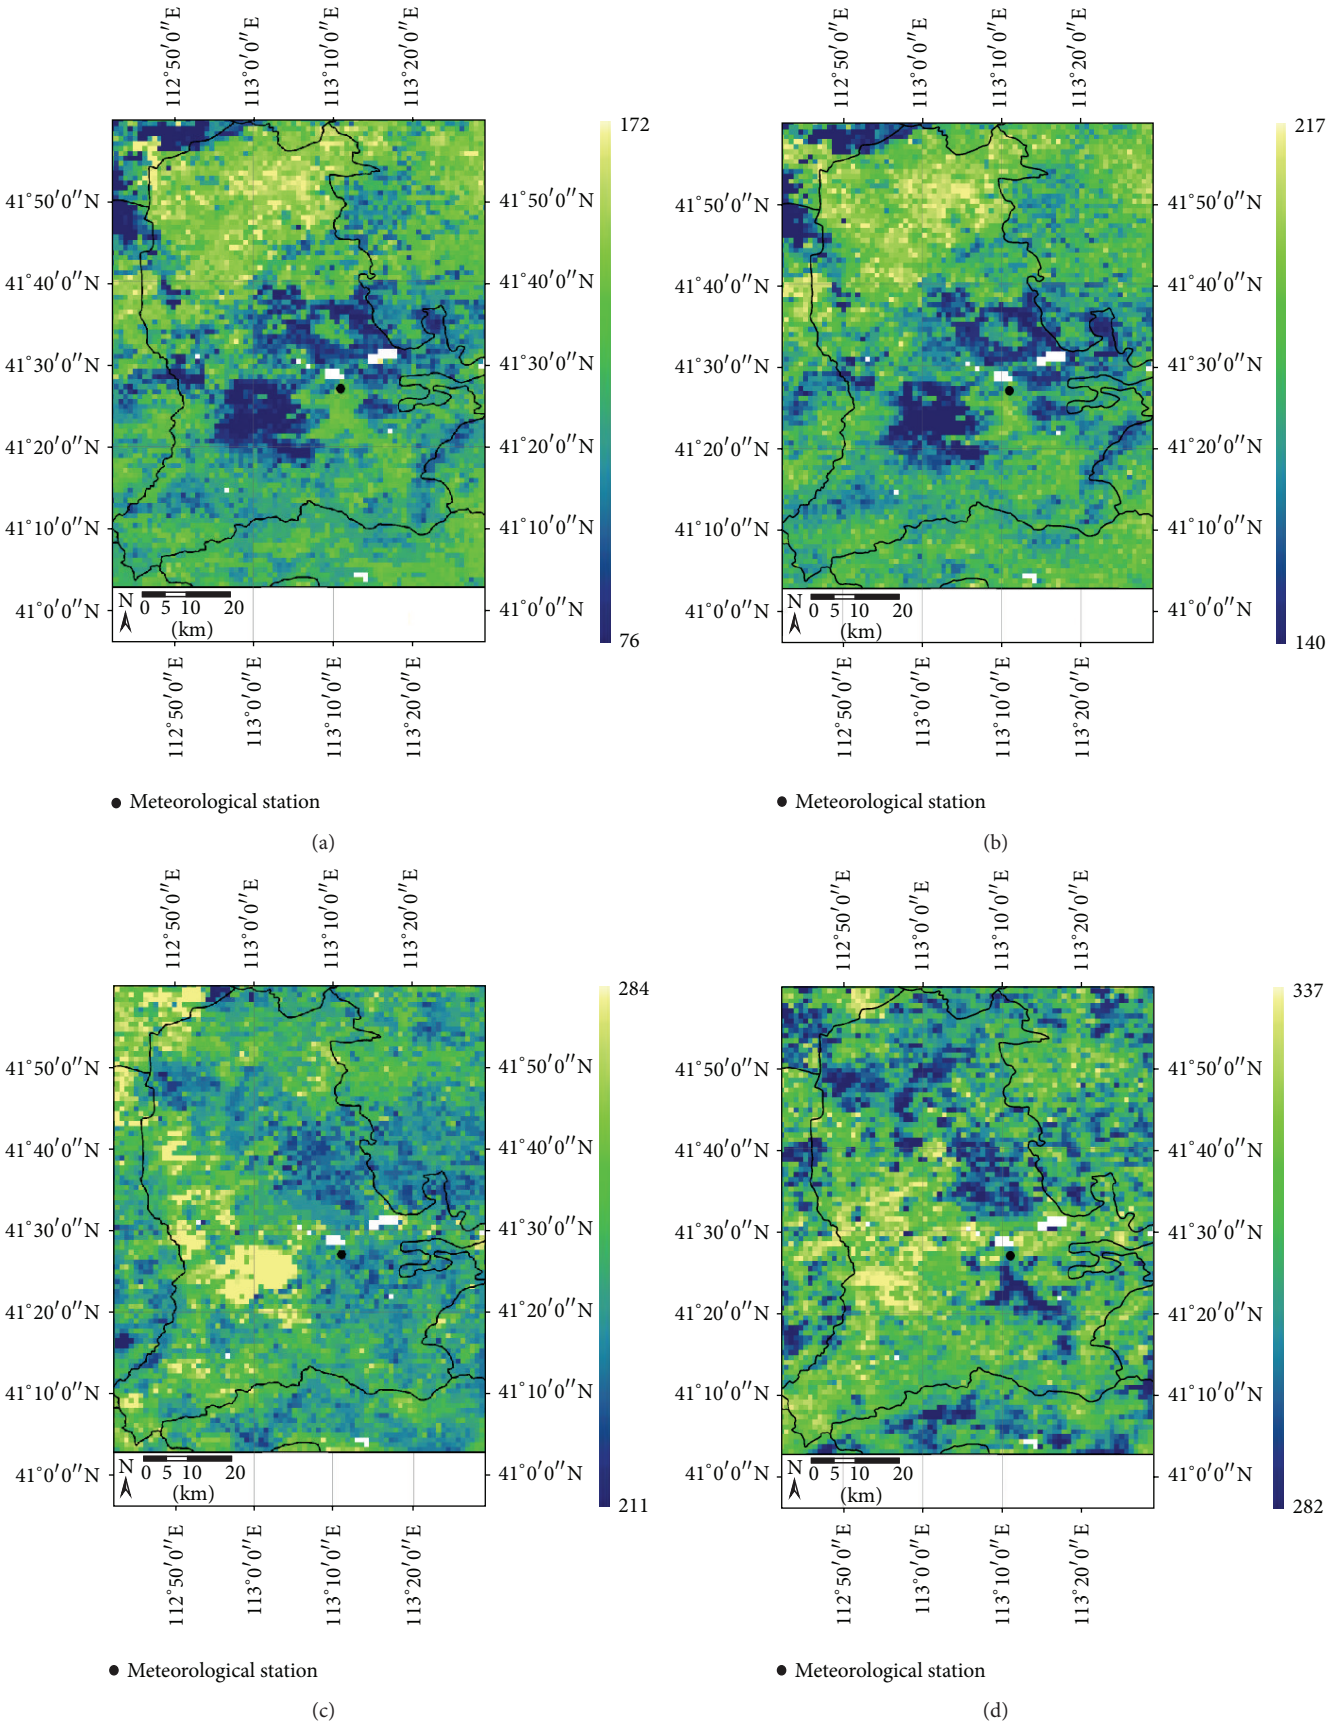 112°50′0″E 113°0′0″E 113°10′0″E 113°20′0″E
172
41°50′0″N 41°50′0″N
41°40′0″N 41°40′0″N
41°30′0″N 41°30′0″N
41°20′0″N 41°20′0″N
41°10′0″N 41°10′0″N
N 0 5 10 20
(km)
41°0′0″N 41°0′0″N
76
112°50′0″E 113°0′0″E 113°10′0″E 113°20′0″E
Meteorological station
(a)
112°50′0″E 113°0′0″E 113°10′0″E 113°20′0″E
217
41°50′0″N 41°50′0″N
41°40′0″N 41°40′0″N
41°30′0″N 41°30′0″N
41°20′0″N 41°20′0″N
41°10′0″N 41°10′0″N
N 0 5 10 20
(km)
41°0′0″N 41°0′0″N
140
112°50′0″E 113°0′0″E 113°10′0″E 113°20′0″E
Meteorological station
(b)
112°50′0″E 113°0′0″E 113°10′0″E 113°20′0″E
284
41°50′0″N 41°50′0″N
41°40′0″N 41°40′0″N
41°30′0″N 41°30′0″N
41°20′0″N 41°20′0″N
41°10′0″N 41°10′0″N
N 0 5 10 20
(km)
41°0′0″N 41°0′0″N
211
112°50′0″E 113°0′0″E 113°10′0″E 113°20′0″E
Meteorological station
(c)
112°50′0″E 113°0′0″E 113°10′0″E 113°20′0″E
337
41°50′0″N 41°50′0″N
41°40′0″N 41°40′0″N
41°30′0″N 41°30′0″N
41°20′0″N 41°20′0″N
41°10′0″N 41°10′0″N
N 0 5 10 20
(km)
41°0′0″N 41°0′0″N
282
112°50′0″E 113°0′0″E 113°10′0″E 113°20′0″E
Meteorological station
(d)